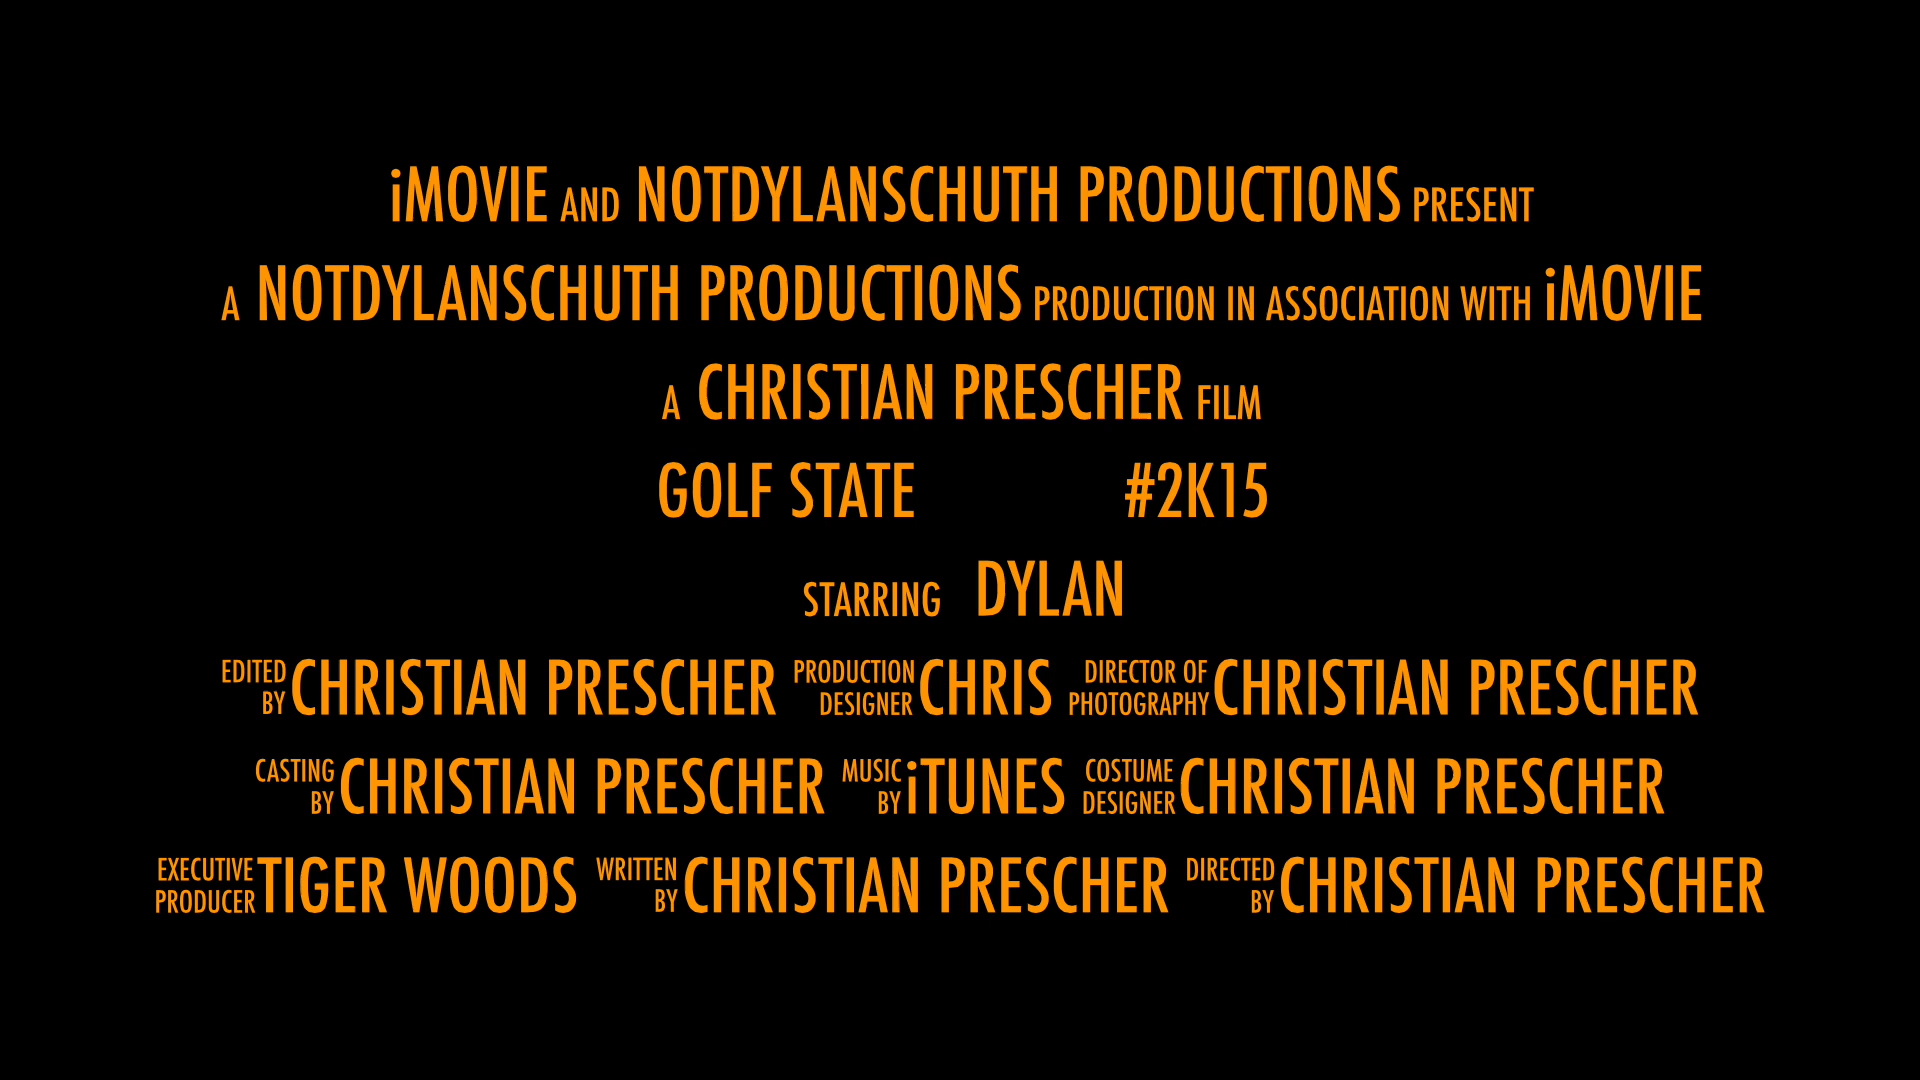 iMOVIE AND NOTDYLANSCHUTH PRODUCTIONS PRESENT
A NOTDYLANSCHUTH PRODUCTIONS PRODUCTION IN ASSOCIATION WITH iMOVIE
A CHRISTIAN PRESCHER FILM
GOLF STATE #2K15
STARRING DYLAN
EDITED BY CHRISTIAN PRESCHER PRODUCTION DESIGNER CHRIS DIRECTOR OF PHOTOGRAPHY CHRISTIAN PRESCHER
CASTING BY CHRISTIAN PRESCHER MUSIC BY iTUNES COSTUME DESIGNER CHRISTIAN PRESCHER
EXECUTIVE PRODUCER TIGER WOODS WRITTEN BY CHRISTIAN PRESCHER DIRECTED BY CHRISTIAN PRESCHER